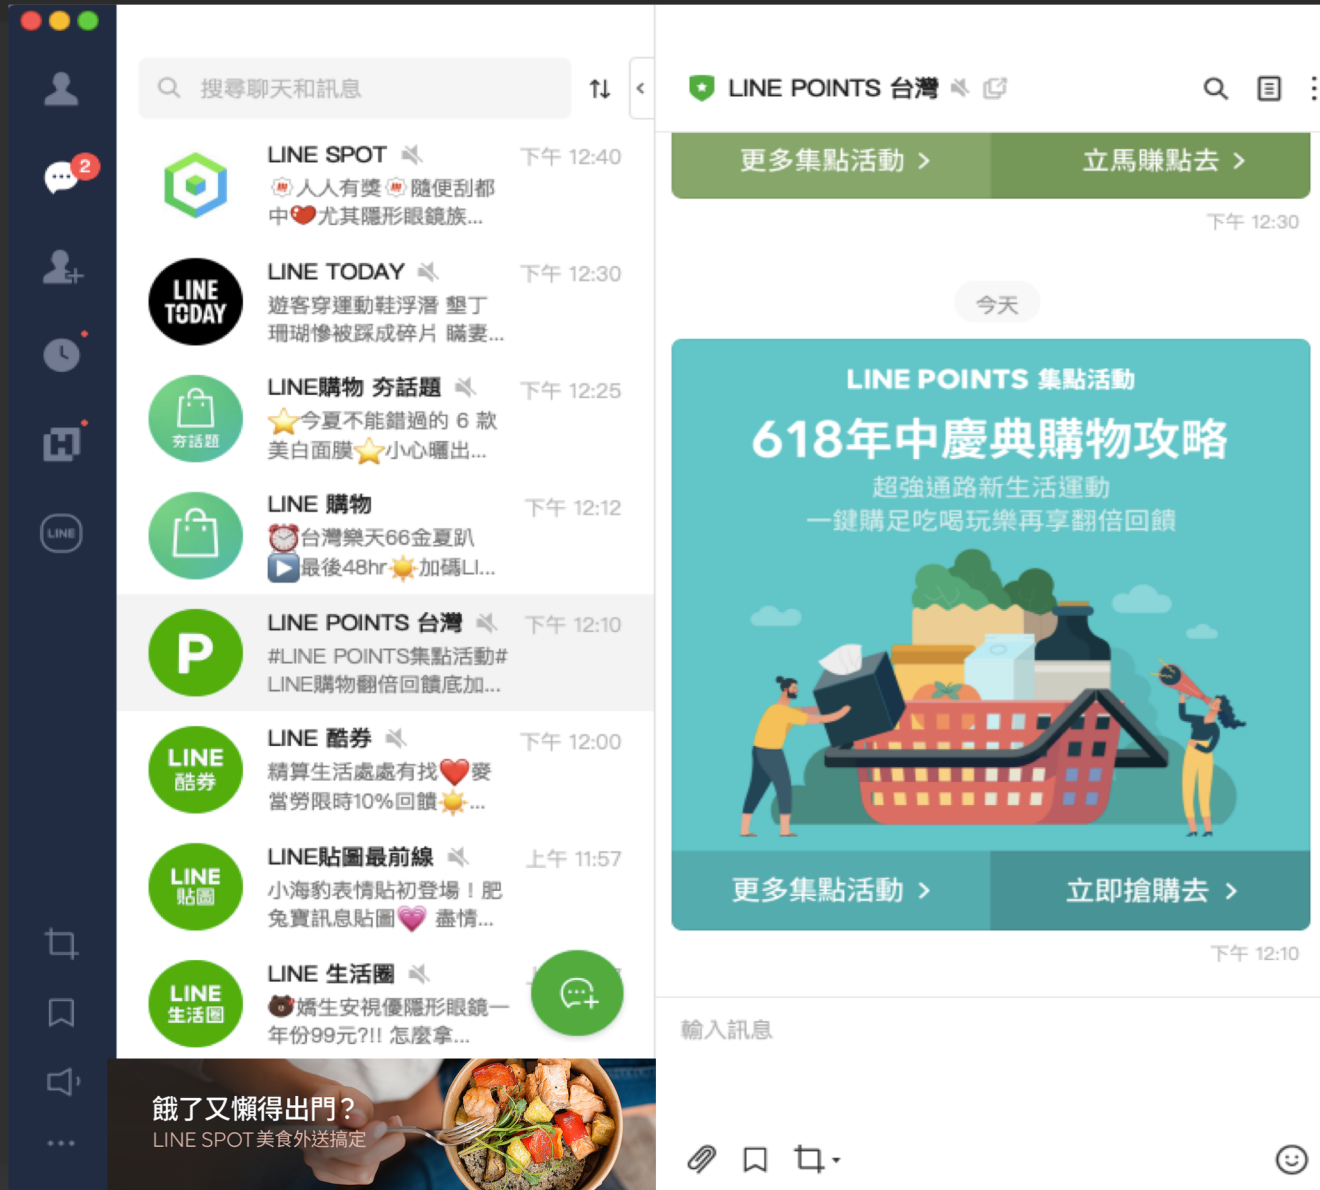 2
LINE
搜尋聊天和訊息
LINE SPOT
下午 12:40
人人有獎 隨便刮都
中❤️尤其隱形眼鏡族...
LINE TODAY
LINE TODAY
下午 12:30
遊客穿運動鞋浮潛 墾丁
珊瑚慘被踩成碎片 瞞妻...
夯話題
LINE購物 夯話題
下午 12:25
⭐今夏不能錯過的 6 款
美白面膜⭐小心曬出...
LINE 購物
下午 12:12
⏰台灣樂天66金夏趴
▶️最後48hr☀️加碼LI...
P
LINE POINTS 台灣
下午 12:10
#LINE POINTS集點活動#
LINE購物翻倍回饋底加...
LINE
酷券
LINE 酷券
下午 12:00
精算生活處處有找❤️麥
當勞限時10%回饋☀️...
LINE
貼圖
LINE貼圖最前線
上午 11:57
小海豹表情貼初登場！肥
兔寶訊息貼圖💗 盡情...
LINE
生活圈
LINE 生活圈
嬌生安視優隱形眼鏡一
年份99元?!! 怎麼拿...
餓了又懶得出門？
LINE SPOT美食外送搞定
LINE POINTS 台灣
更多集點活動 >
立馬賺點去 >
下午 12:30
今天
LINE POINTS 集點活動
618年中慶典購物攻略
超強通路新生活運動
一鍵購足吃喝玩樂再享翻倍回饋
更多集點活動 >
立即搶購去 >
下午 12:10
輸入訊息